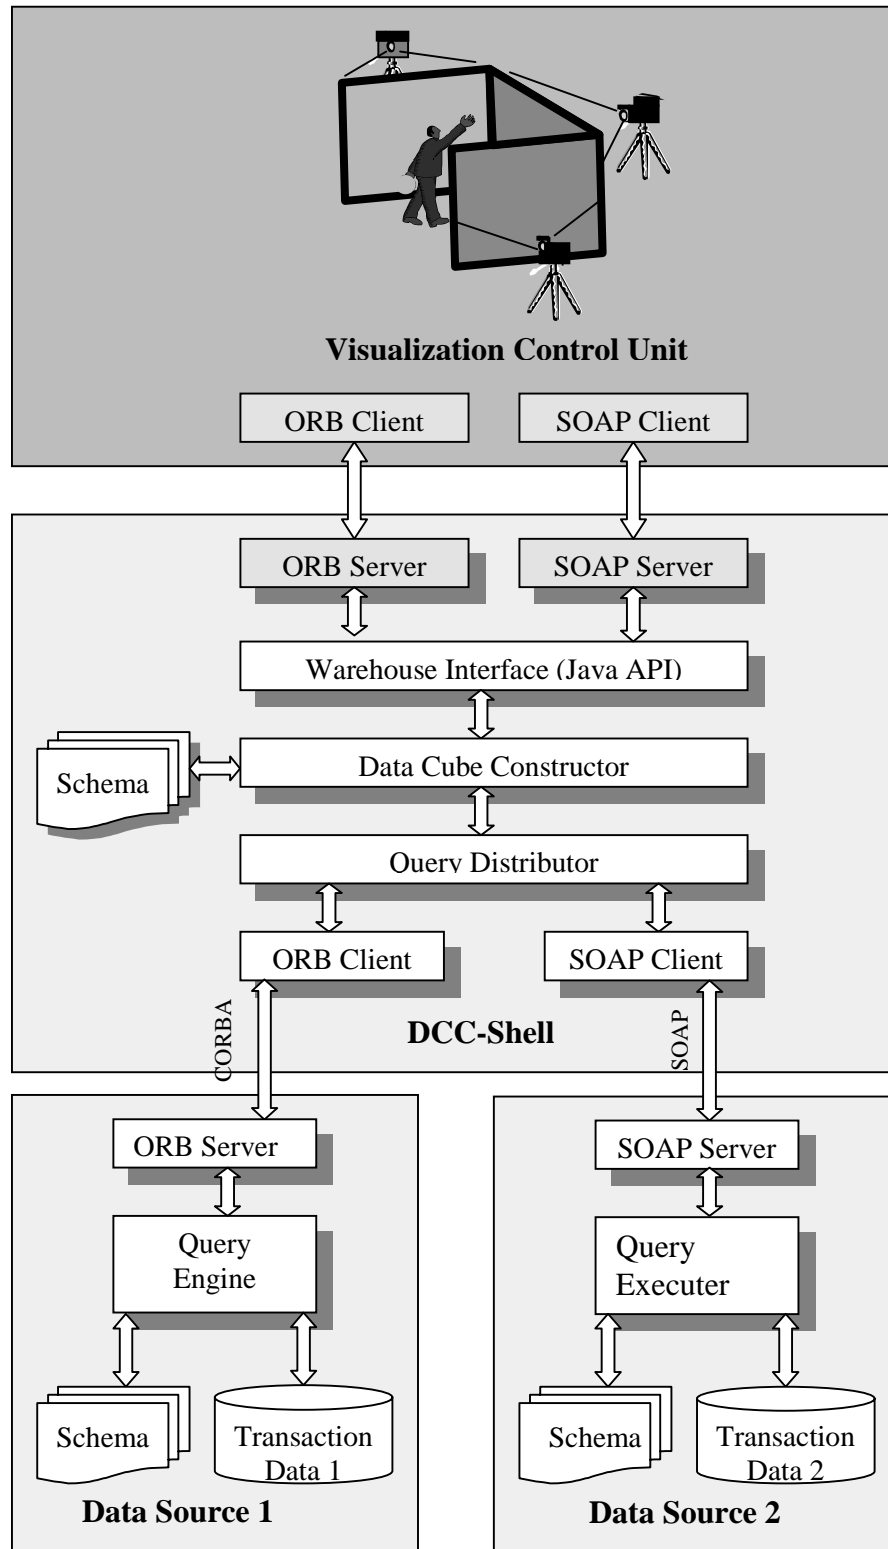 Visualization Control Unit
ORB Client
SOAP Client
ORB Server
SOAP Server
Warehouse Interface (Java API)
Schema
Data Cube Constructor
Query Distributor
ORB Client
SOAP Client
CORBA
DCC-Shell
SOAP
ORB Server
SOAP Server
Query
Engine
Query
Executer
Schema
Transaction
Data 1
Schema
Transaction
Data 2
Data Source 1
Data Source 2